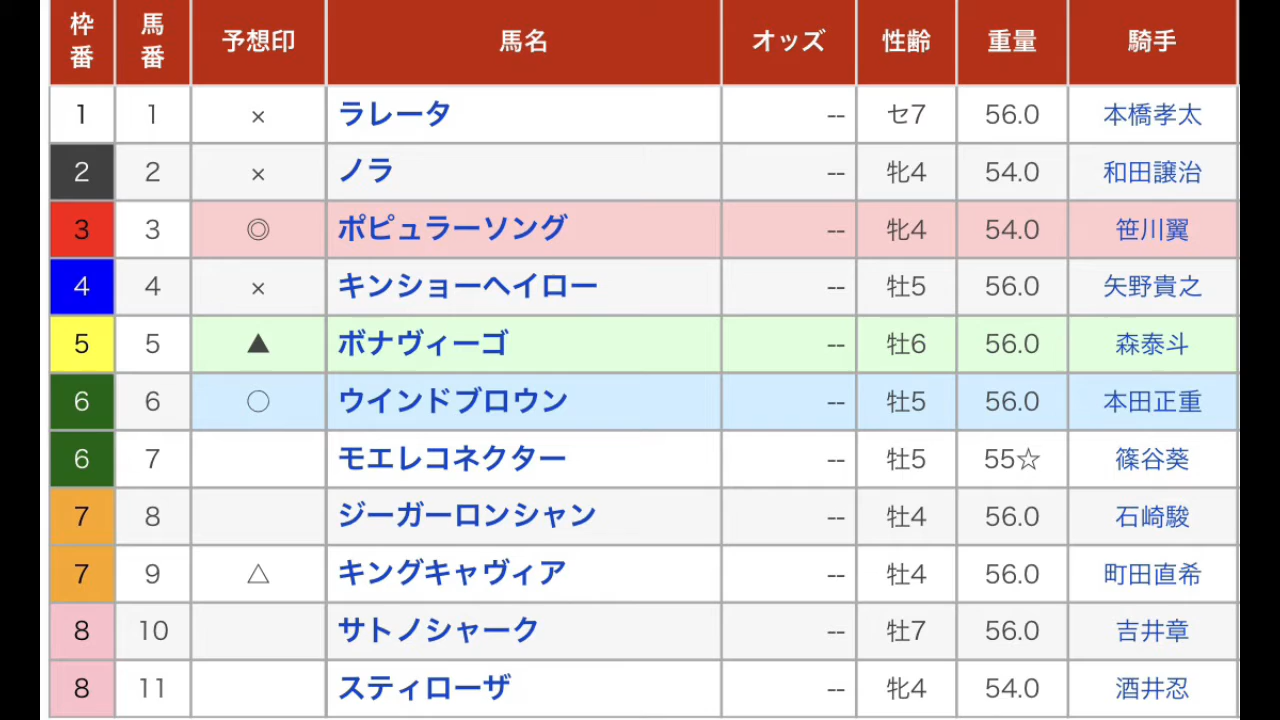 枠番 馬番 予想印 馬名 オッズ 性齢 重量 騎手
1 1 × ラレータ -- セ7 56.0 本橋孝太
2 2 × ノラ -- 牝4 54.0 和田譲治
3 3 ◎ ポピュラーソング -- 牝4 54.0 笹川翼
4 4 × キンショーヘイロー -- 牡5 56.0 矢野貴之
5 5 ▲ ボナヴィーゴ -- 牡6 56.0 森泰斗
6 6 ○ ウインドブロウン -- 牡5 56.0 本田正重
6 7 モエレコネクター -- 牡5 55☆ 篠谷葵
7 8 ジーガーロンシャン -- 牡4 56.0 石崎駿
7 9 △ キングキャヴィア -- 牡4 56.0 町田直希
8 10 サトノシャーク -- 牡7 56.0 吉井章
8 11 スティローザ -- 牝4 54.0 酒井忍